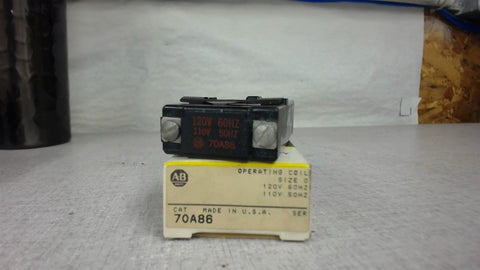 120V 60HZ
110V 50HZ
70A86
AB
OPERATING COIL
SIZE 0
120V 60HZ
110V 50HZ
CAT MADE IN U.S.A. SER
70A86